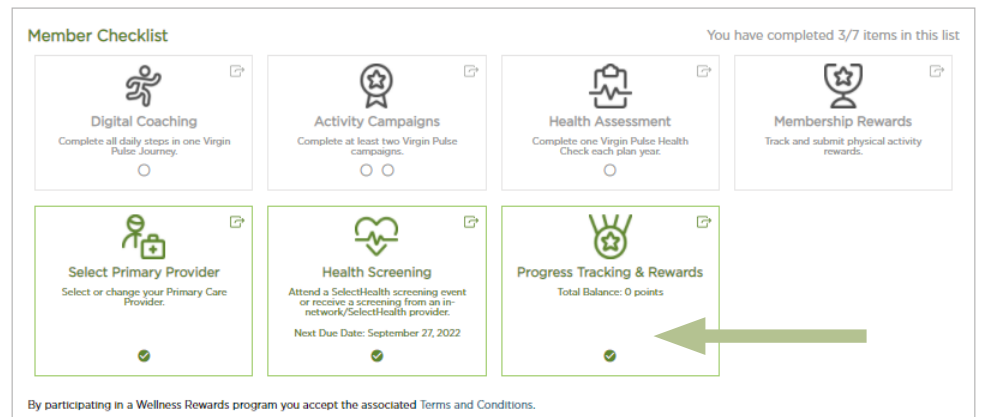 Member Checklist
You have completed 3/7 items in this list
Digital Coaching
Complete all daily steps in one Virgin
Pulse Journey.
Activity Campaigns
Complete at least two Virgin Pulse
campaigns.
Health Assessment
Complete one Virgin Pulse Health
Check each plan year.
Membership Rewards
Track and submit physical activity
rewards.
Select Primary Provider
Select or change your Primary Care
Provider.
Health Screening
Attend a SelectHealth screening event
or receive a screening from an in-
network/SelectHealth provider.
Next Due Date: September 27, 2022
Progress Tracking & Rewards
Total Balance: 0 points
By participating in a Wellness Rewards program you accept the associated Terms and Conditions.